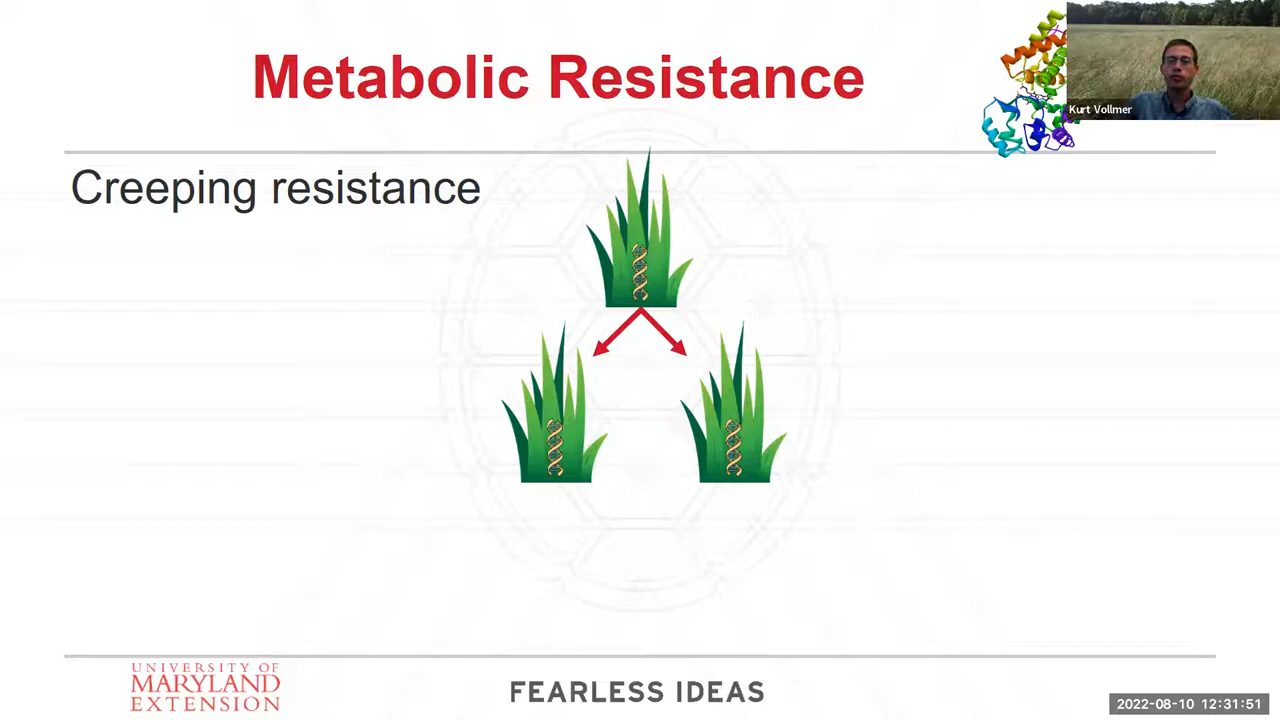 Metabolic Resistance
Kurt Vollmer
Creeping resistance
UNIVERSITY OF
MARYLAND
EXTENSION
FEARLESS IDEAS
2022-08-10 12:31:51